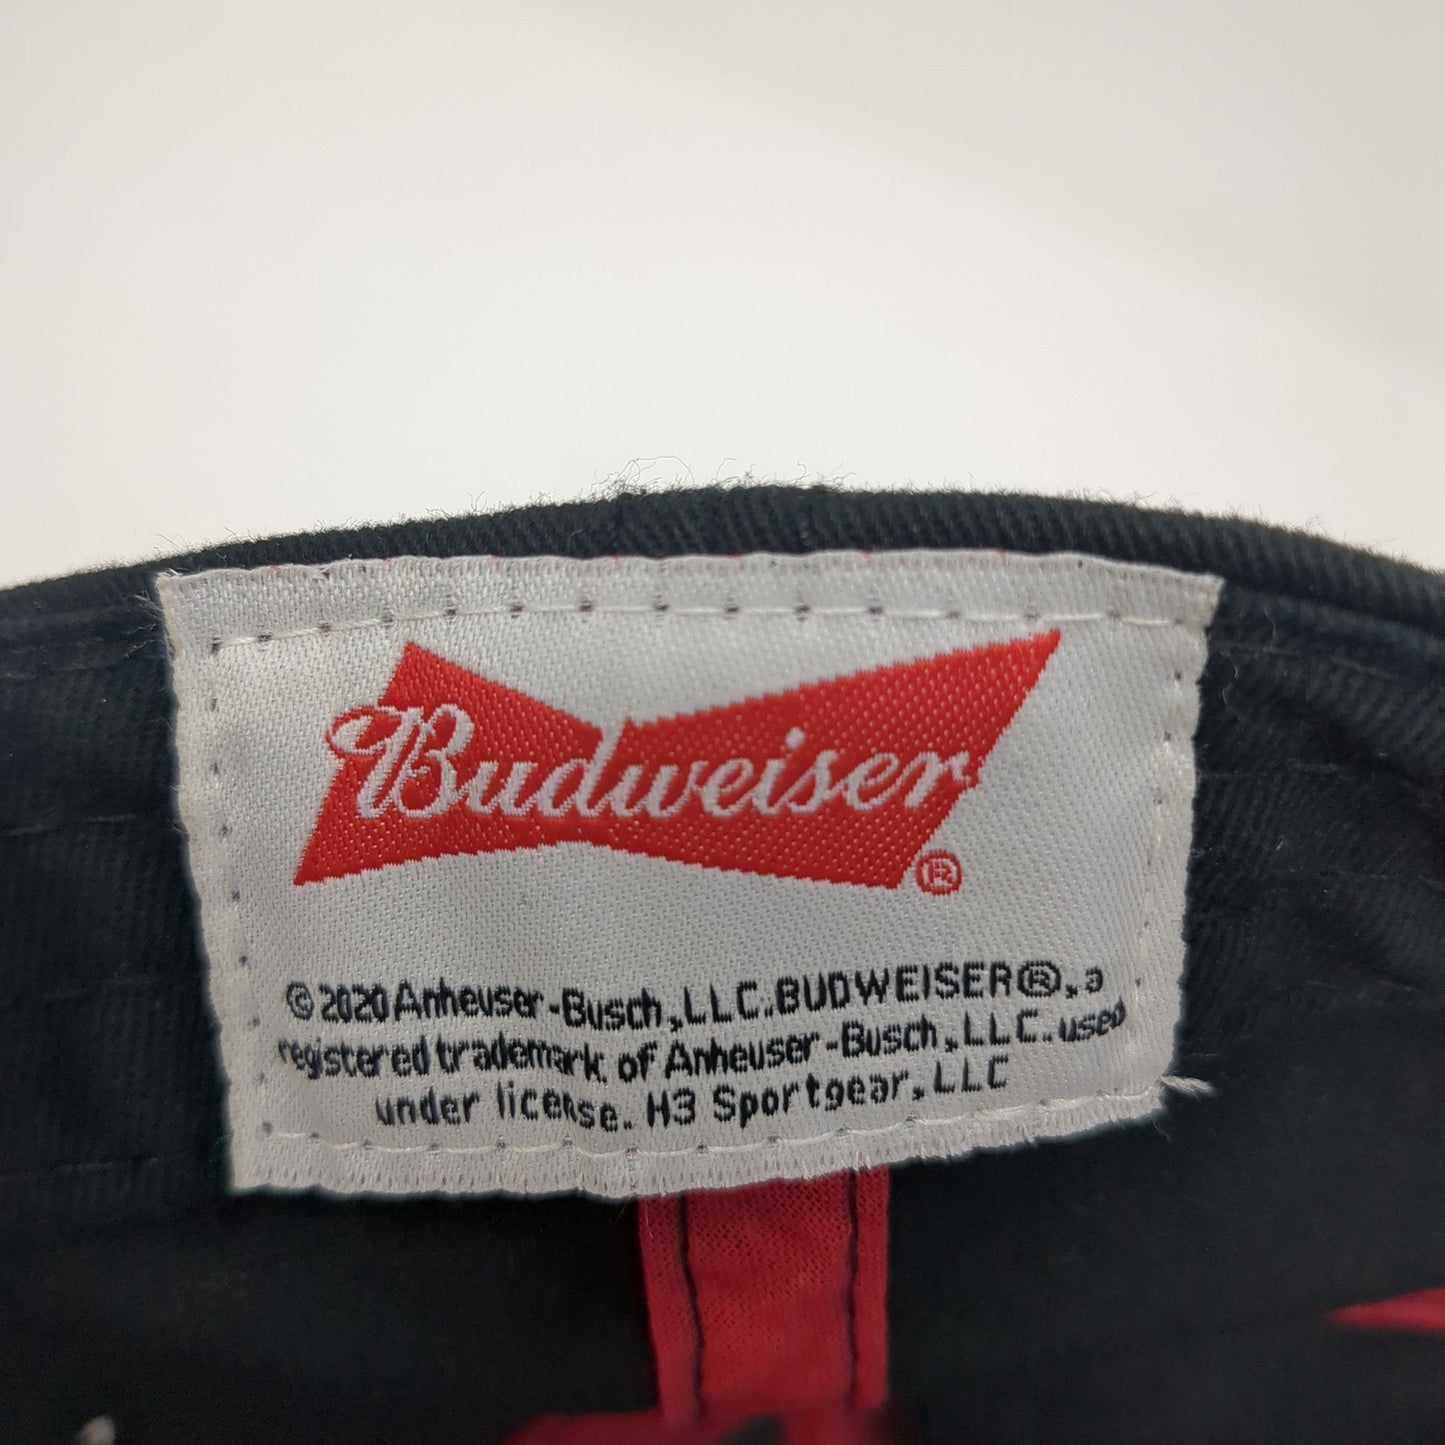 Budweiser®
©2020 Anheuser-Busch, LLC. BUDWEISER®, a
registered trademark of Anheuser-Busch, LLC. used
under license. H3 Sportgear, LLC